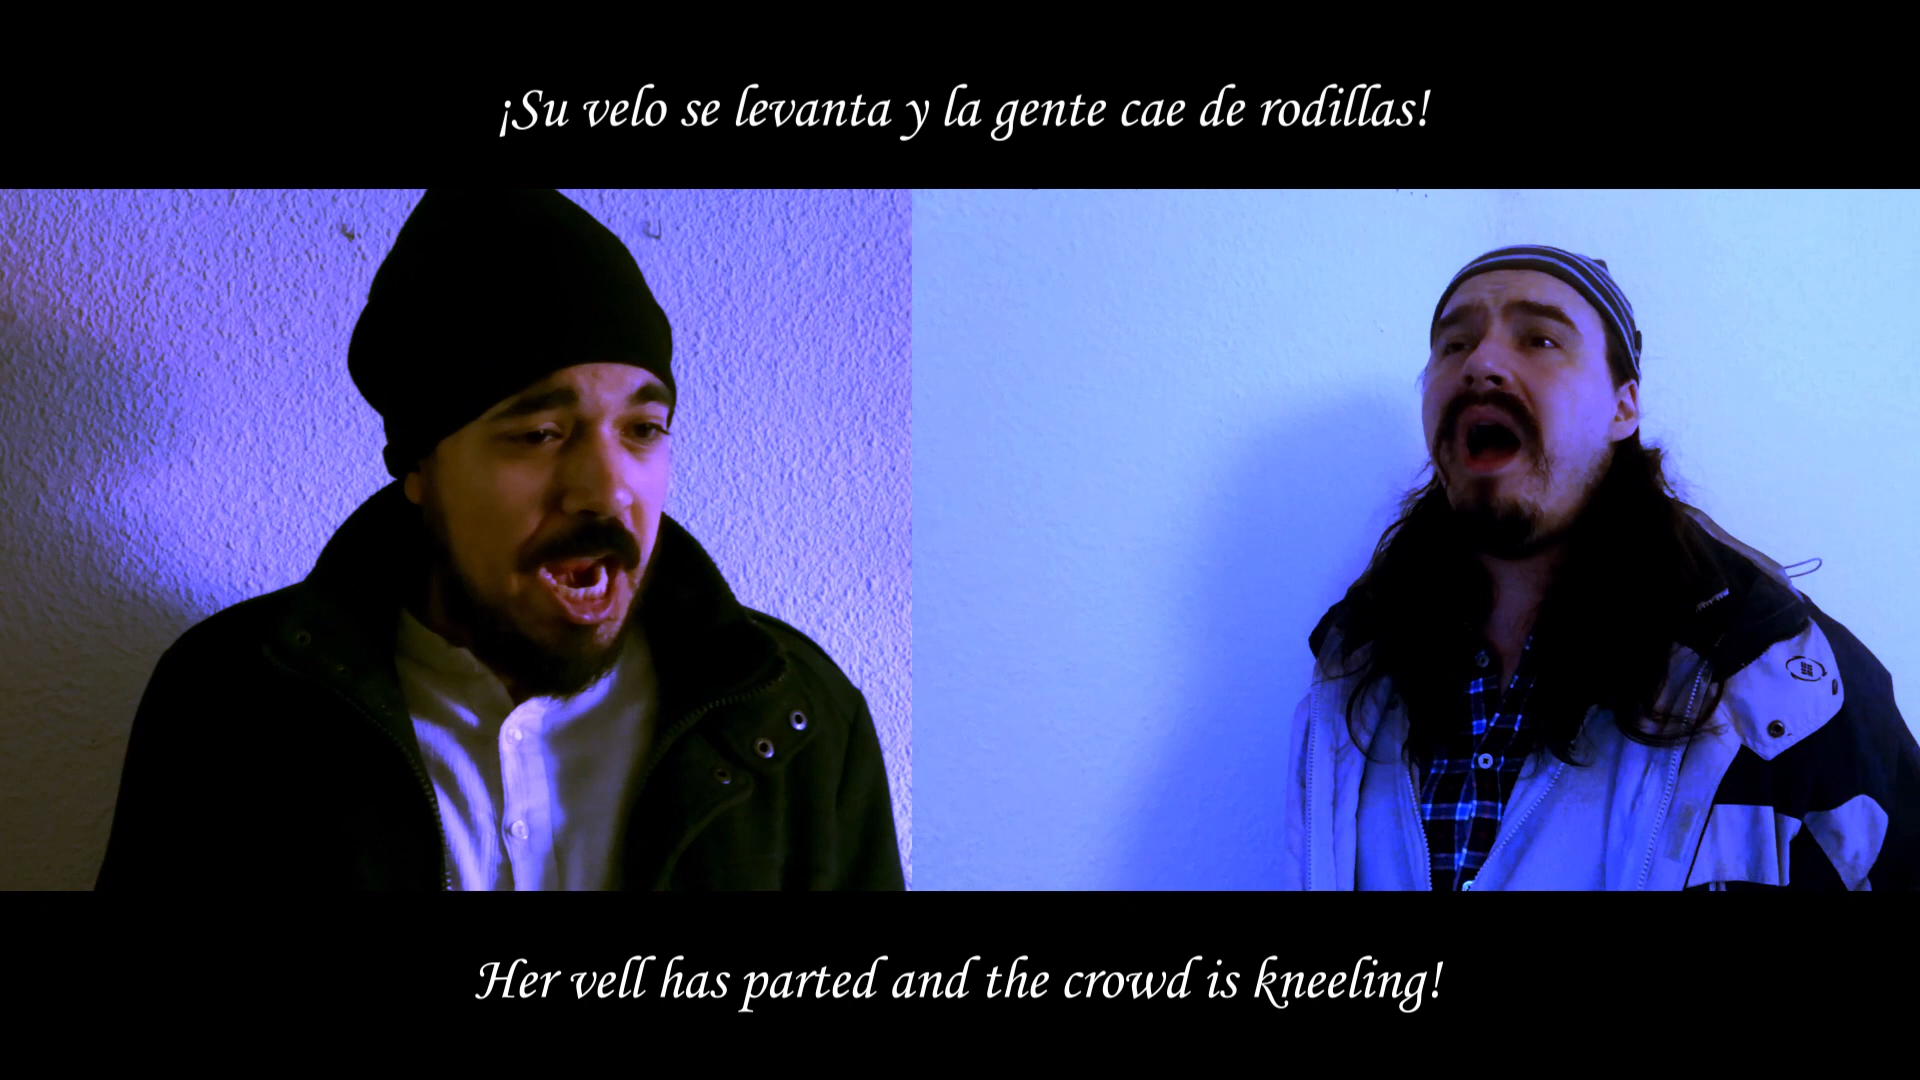 ¡Su velo se levanta y la gente cae de rodillas!
Her vell has parted and the crowd is kneeling!